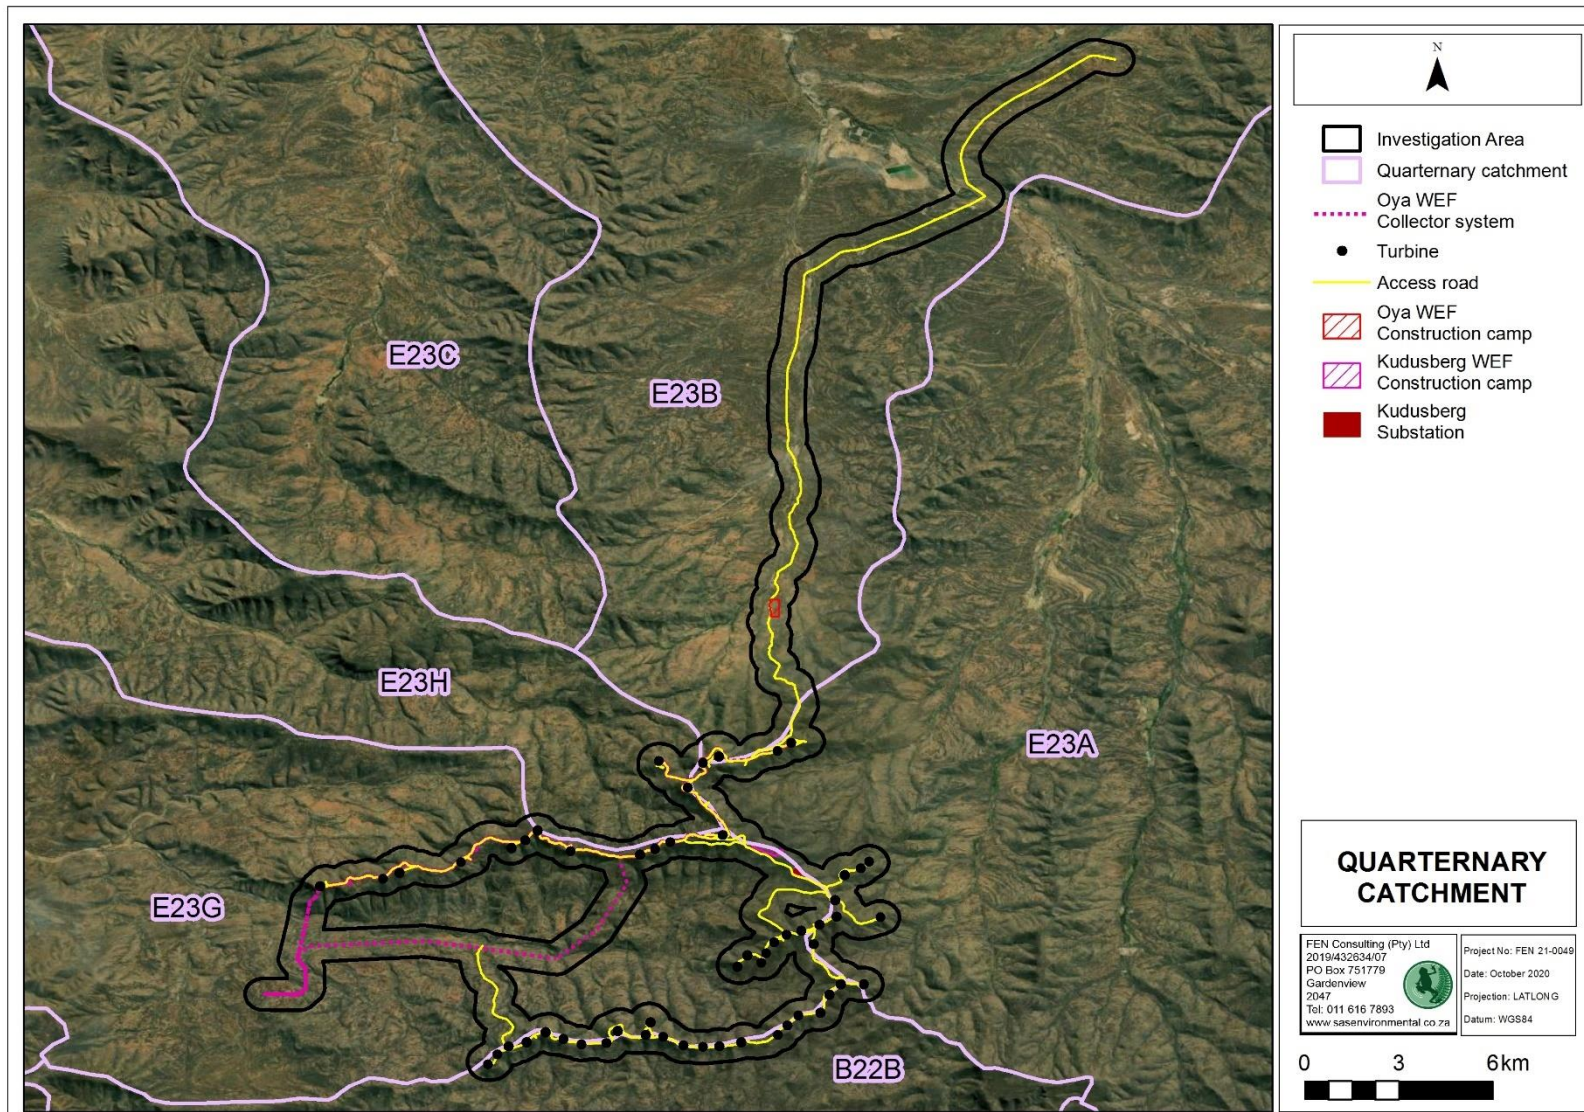 E23C
E23B
E23H
E23A
E23G
B22B
N
Investigation Area
Quarternary catchment
Oya WEF
Collector system
Turbine
Access road
Oya WEF
Construction camp
Kudusberg WEF
Construction camp
Kudusberg
Substation
QUARTERNARY
CATCHMENT
FEN Consulting (Pty) Ltd
2019/432634/07
PO Box 751779
Gardenview
2047
Tel: 011 616 7893
www.sasenvironmental.co.za
Project No: FEN 21-0049
Date: October 2020
Projection: LATLONG
Datum: WGS84
0 3 6km